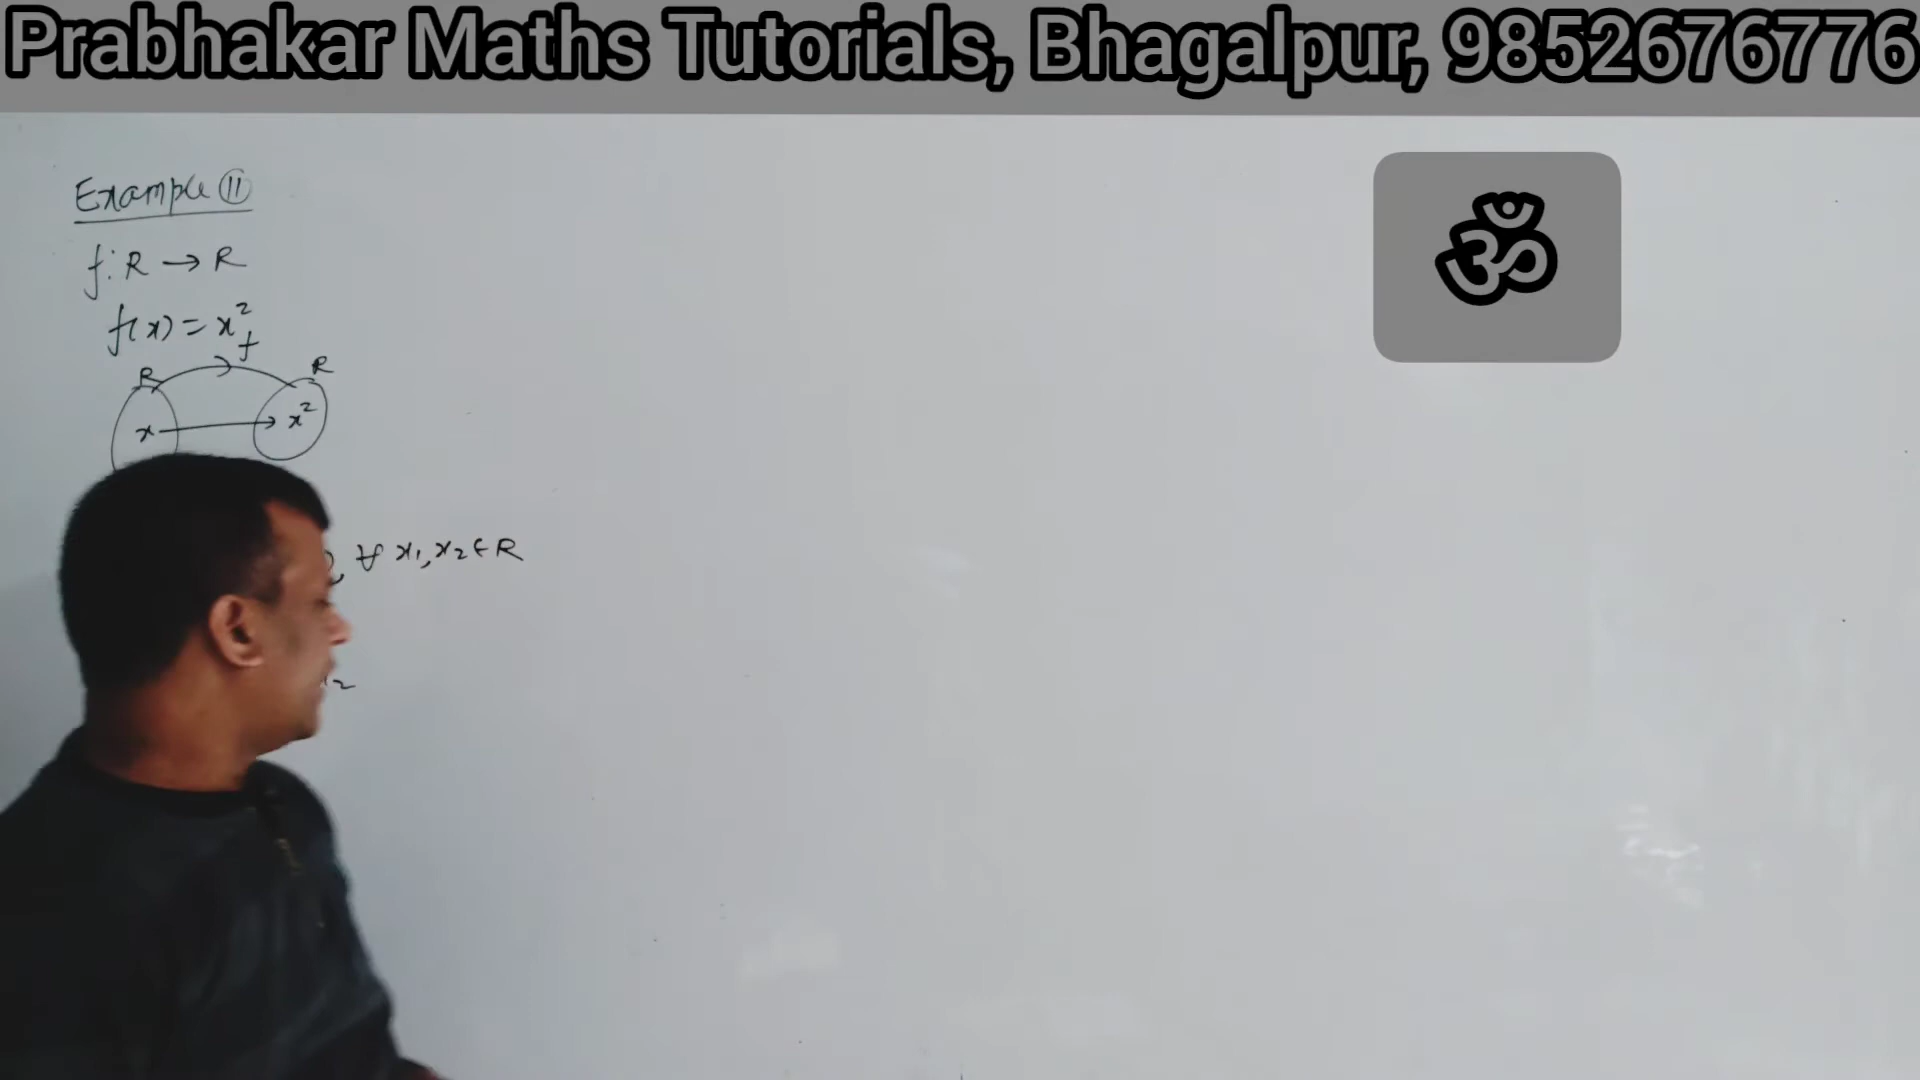 Prabhakar Maths Tutorials, Bhagalpur, 9852676776
ॐ
Example 11
f: R → R
f(x) = x²
f
R R
x → x²
∀ x₁, x₂ ∈ R